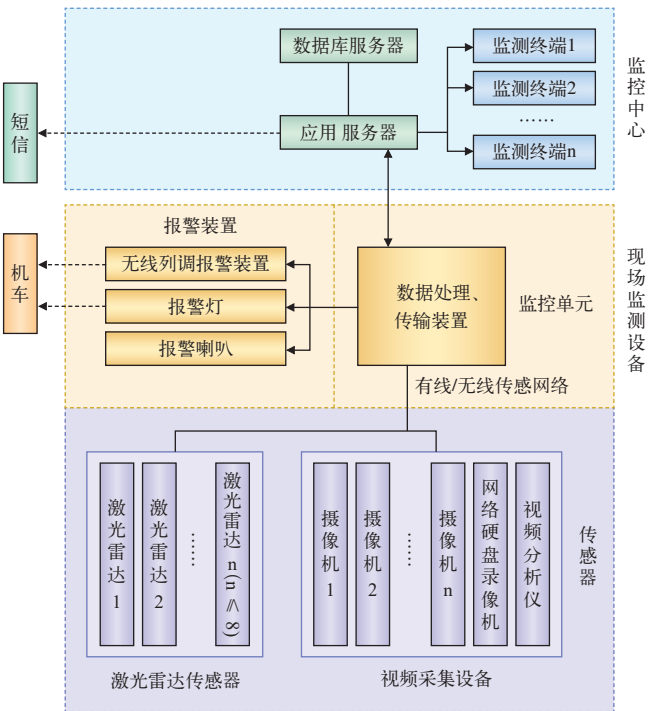 数据库服务器
监测终端1
监测终端2
……
监测终端n
应用 服务器
监控中心
短信
报警装置
无线列调报警装置
报警灯
报警喇叭
机车
数据处理、
传输装置
监控单元
现场监测设备
有线/无线传感网络
激光雷达1
激光雷达2
……
激光雷达n(n≤8)
激光雷达传感器
摄像机1
摄像机2
……
摄像机n
网络硬盘录像机
视频分析仪
视频采集设备
传感器